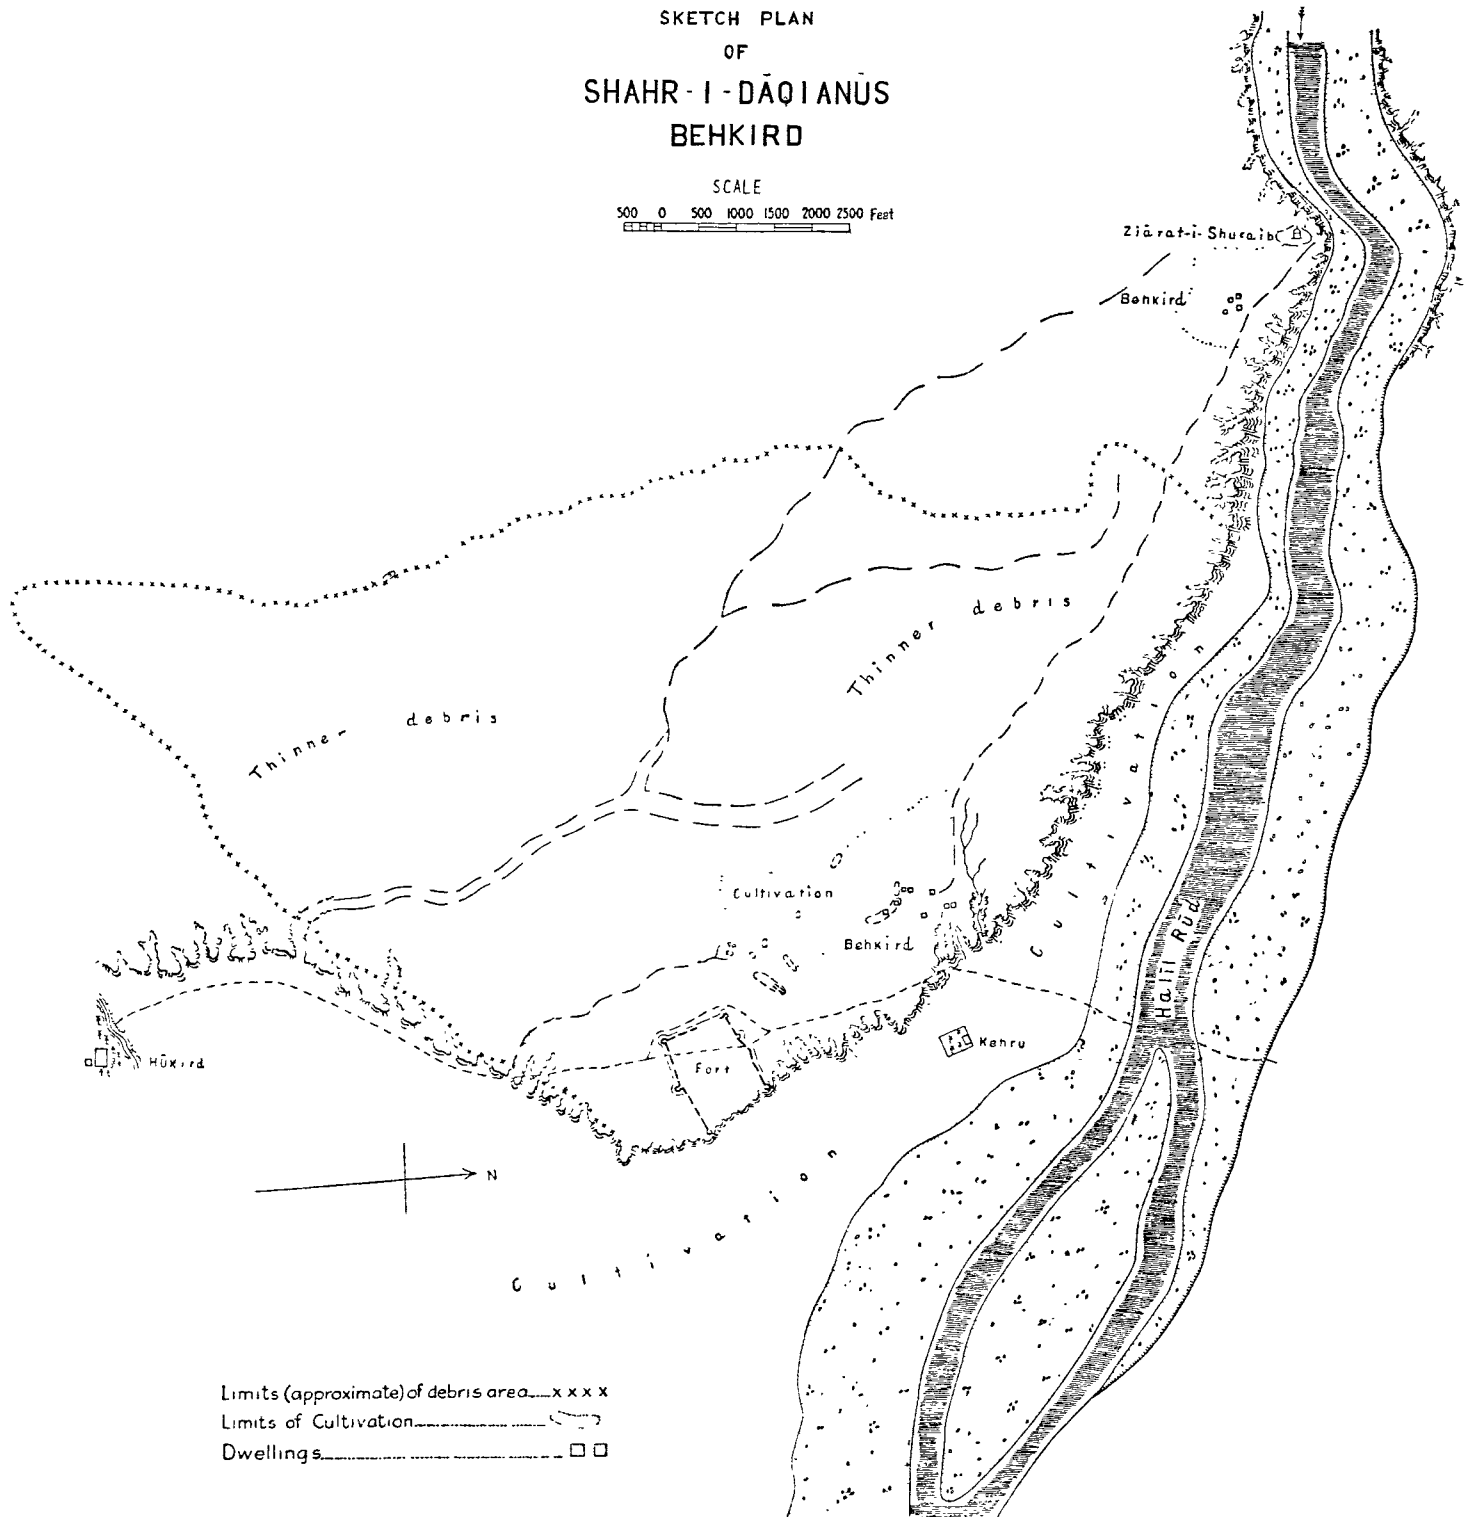 SKETCH PLAN
OF
SHAHR-I-DĀQIANŪS
BEHKIRD
SCALE
500 0 500 1000 1500 2000 2500 Feet
Ziārat-i-Shuʿaib
Behkird
Thinner debris
Thinner debris
Cultivation
Cultivation
Behkird
Halīl Rūd
Kahru
Hūkird
Fort
N
Cultivation
Limits (approximate) of debris area x x x x
Limits of Cultivation
Dwellings